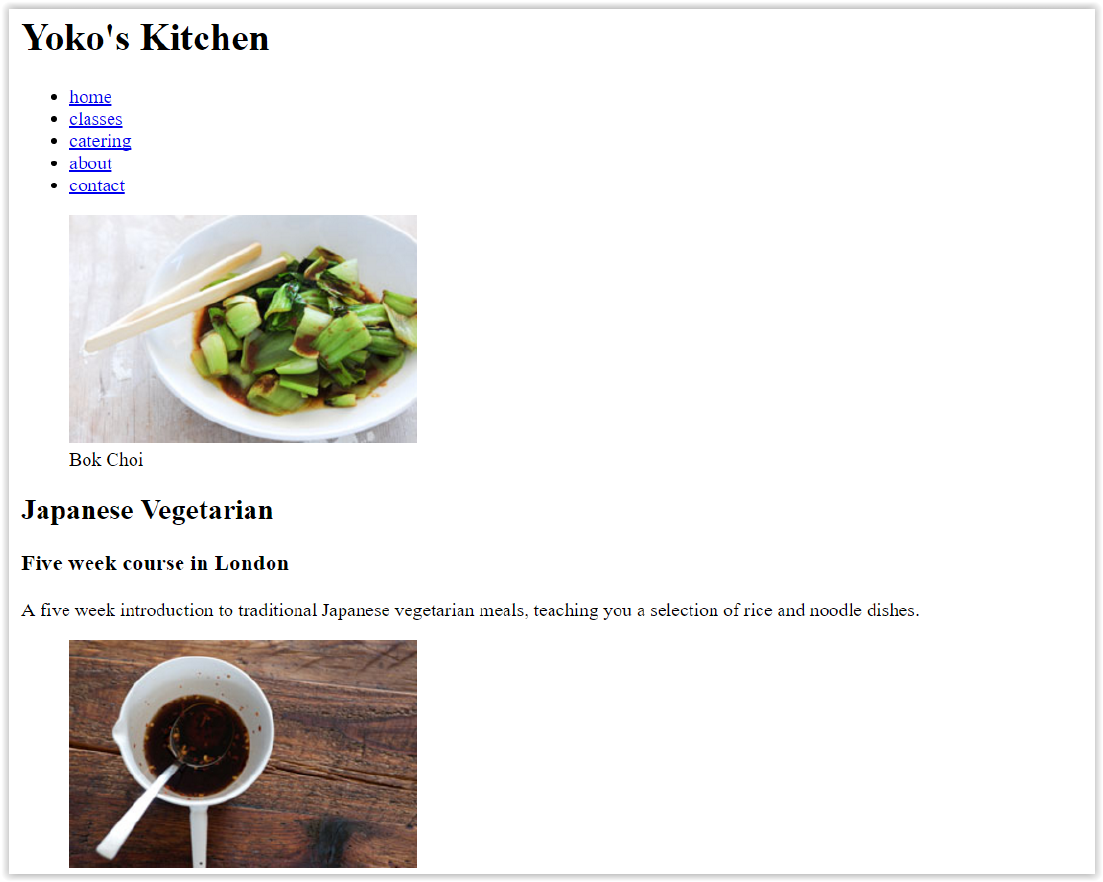 Yoko's Kitchen
home
classes
catering
about
contact
Bok Choi
Japanese Vegetarian
Five week course in London
A five week introduction to traditional Japanese vegetarian meals, teaching you a selection of rice and noodle dishes.